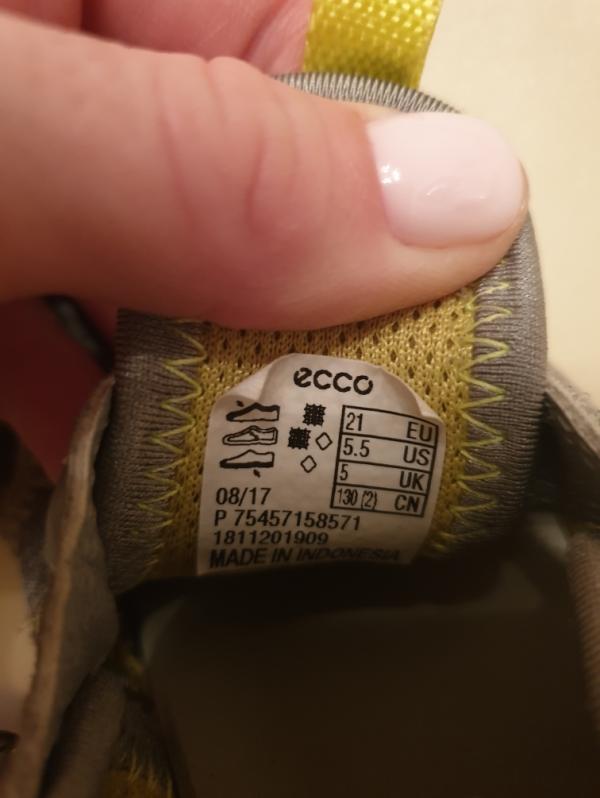 ecco
21 EU
5.5 US
5 UK
130 (2) CN
08/17
P 75457158571
1811201909
MADE IN INDONESIA